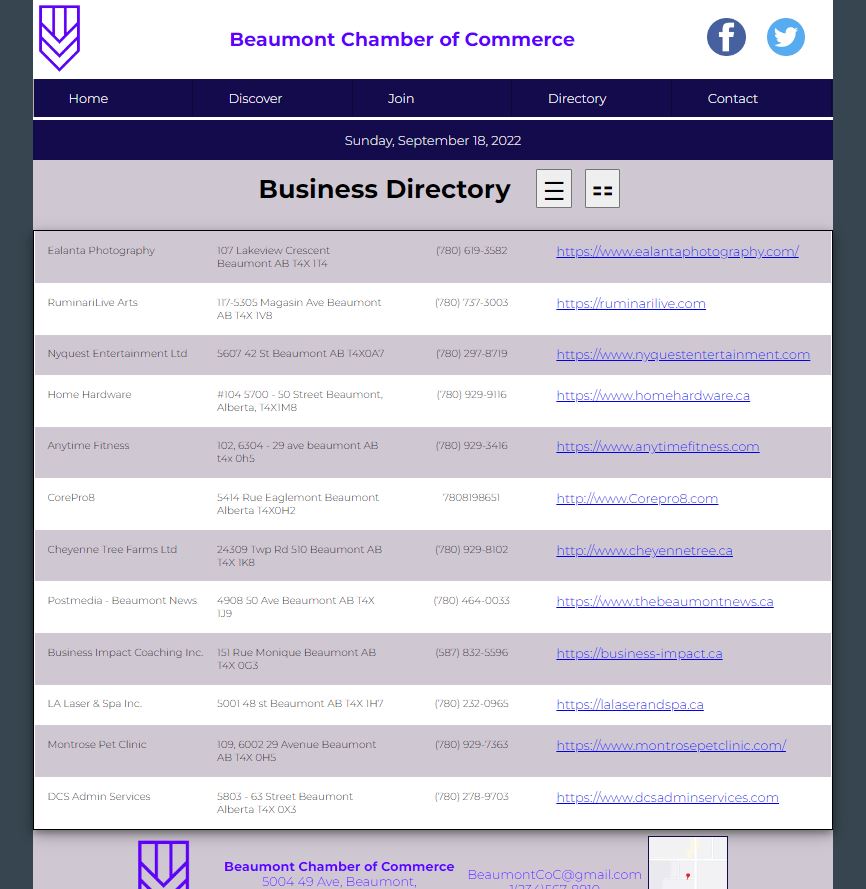 Beaumont Chamber of Commerce
Home Discover Join Directory Contact
Sunday, September 18, 2022
Business Directory
Ealanta Photography 107 Lakeview Crescent (780) 619-3582 https://www.ealantaphotography.com/
Beaumont AB T4X 1T4
RuminariLive Arts 117-5305 Magasin Ave Beaumont (780) 737-3003 https://ruminarilive.com
AB T4X 1V8
Nyquest Entertainment Ltd 5607 42 St Beaumont AB T4X0A7 (780) 297-8719 https://www.nyquestentertainment.com
Home Hardware #104 5700 - 50 Street Beaumont, (780) 929-9116 https://www.homehardware.ca
Alberta, T4X1M8
Anytime Fitness 102, 6304 - 29 ave beaumont AB (780) 929-3416 https://www.anytimefitness.com
t4x 0h5
CorePro8 5414 Rue Eaglemont Beaumont 7808198651 http://www.Corepro8.com
Alberta T4X0H2
Cheyenne Tree Farms Ltd 24309 Twp Rd 510 Beaumont AB (780) 929-8102 http://www.cheyennetree.ca
T4X 1K8
Postmedia - Beaumont News 4908 50 Ave Beaumont AB T4X (780) 464-0033 https://www.thebeaumontnews.ca
1J9
Business Impact Coaching Inc. 151 Rue Monique Beaumont AB (587) 832-5596 https://business-impact.ca
T4X 0G3
LA Laser & Spa Inc. 5001 48 st Beaumont AB T4X 1H7 (780) 232-0965 https://lalaserandspa.ca
Montrose Pet Clinic 109, 6002 29 Avenue Beaumont (780) 929-7363 https://www.montrosepetclinic.com/
AB T4X 0H5
DCS Admin Services 5803 - 63 Street Beaumont (780) 278-9703 https://www.dcsadminservices.com
Alberta T4X 0X3
Beaumont Chamber of Commerce BeaumontCoC@gmail.com
5004 49 Ave, Beaumont, 1(234)567-8910